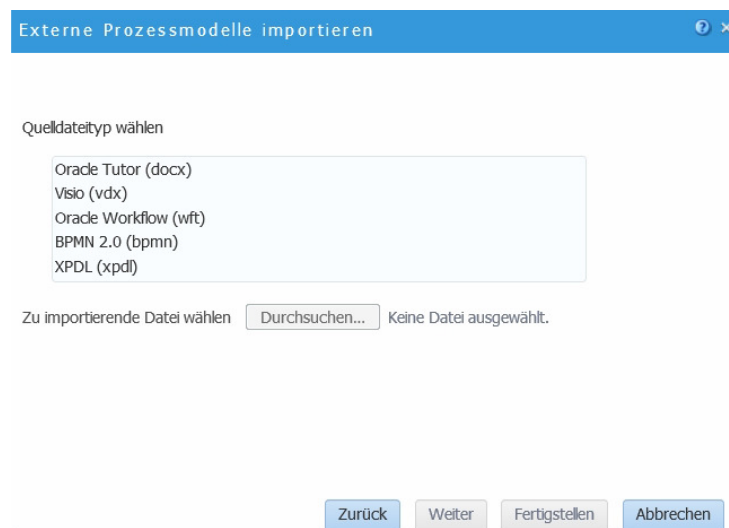 Externe Prozessmodelle importieren
Quelldateityp wählen
Oracle Tutor (docx)
Visio (vdx)
Oracle Workflow (wft)
BPMN 2.0 (bpmn)
XPDL (xpdl)
Zu importierende Datei wählen Durchsuchen... Keine Datei ausgewählt.
Zurück Weiter Fertigstellen Abbrechen